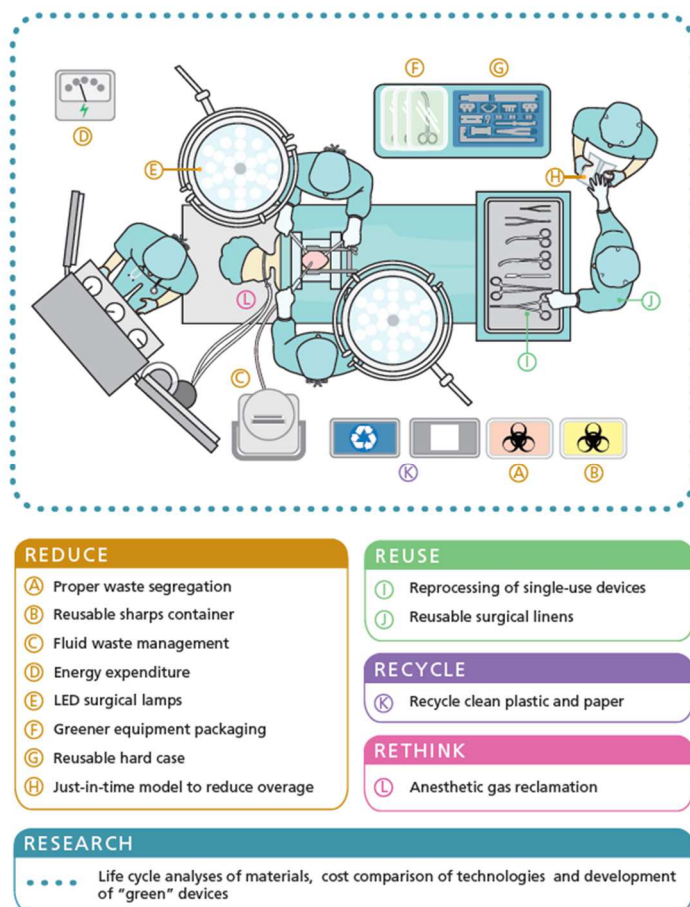 F
G
D
E
H
L
J
I
C
K
A
B
REDUCE
A Proper waste segregation
B Reusable sharps container
C Fluid waste management
D Energy expenditure
E LED surgical lamps
F Greener equipment packaging
G Reusable hard case
H Just-in-time model to reduce overage
REUSE
I Reprocessing of single-use devices
J Reusable surgical linens
RECYCLE
K Recycle clean plastic and paper
RETHINK
L Anesthetic gas reclamation
RESEARCH
Life cycle analyses of materials, cost comparison of technologies and development
of “green” devices